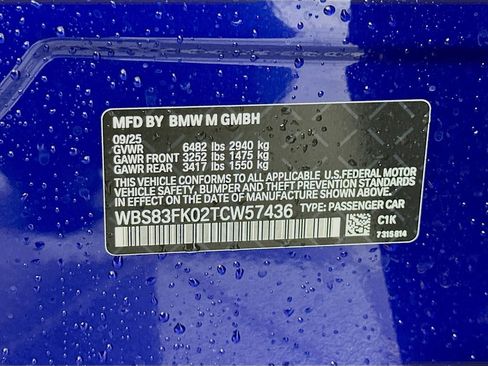 MFD BY BMW M GMBH
09/25
GVWR 6482 lbs 2940 kg
GAWR FRONT 3252 lbs 1475 kg
GAWR REAR 3417 lbs 1550 kg
THIS VEHICLE CONFORMS TO ALL APPLICABLE U.S.FEDERAL MOTOR
VEHICLE SAFETY, BUMPER, AND THEFT PREVENTION STANDARDS
IN EFFECT ON THE DATE OF MANUFACTURE SHOWN ABOVE.
WBS83FK02TCW57436 TYPE: PASSENGER CAR
C1K
7315814